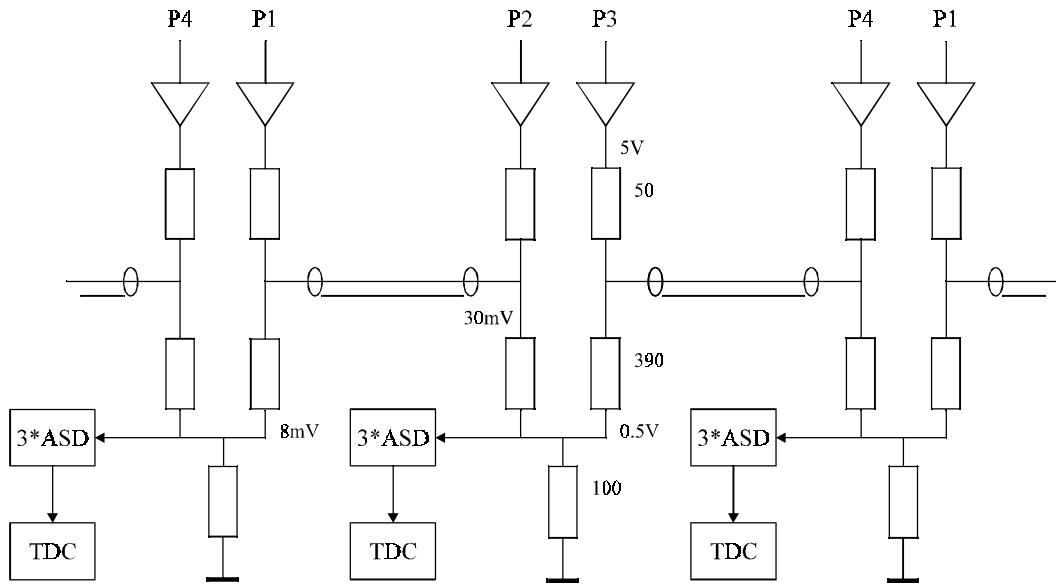 P4 P1 P2 P3 P4 P1
5V
50
30mV
390
3*ASD 8mV 3*ASD 0.5V 3*ASD
100
TDC TDC TDC